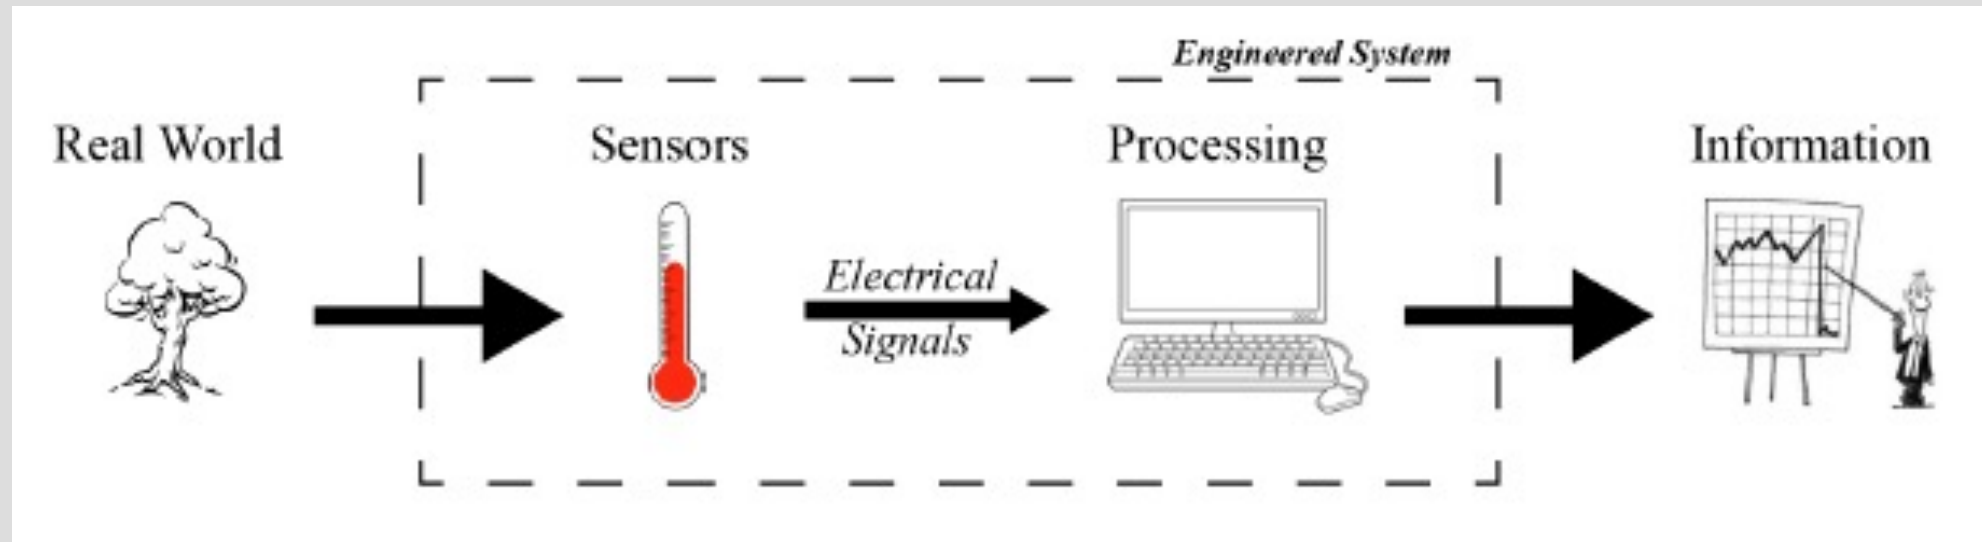 Engineered System
Real World
Sensors
Processing
Information
Electrical
Signals